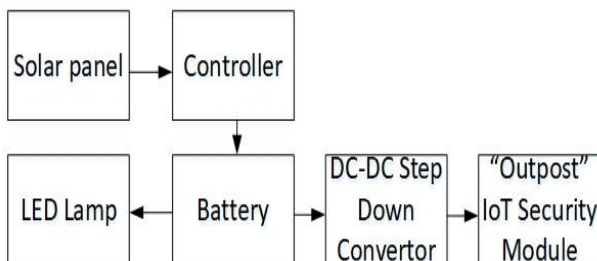 Solar panel
Controller
LED Lamp
Battery
DC-DC Step
Down
Convertor
“Outpost”
IoT Security
Module